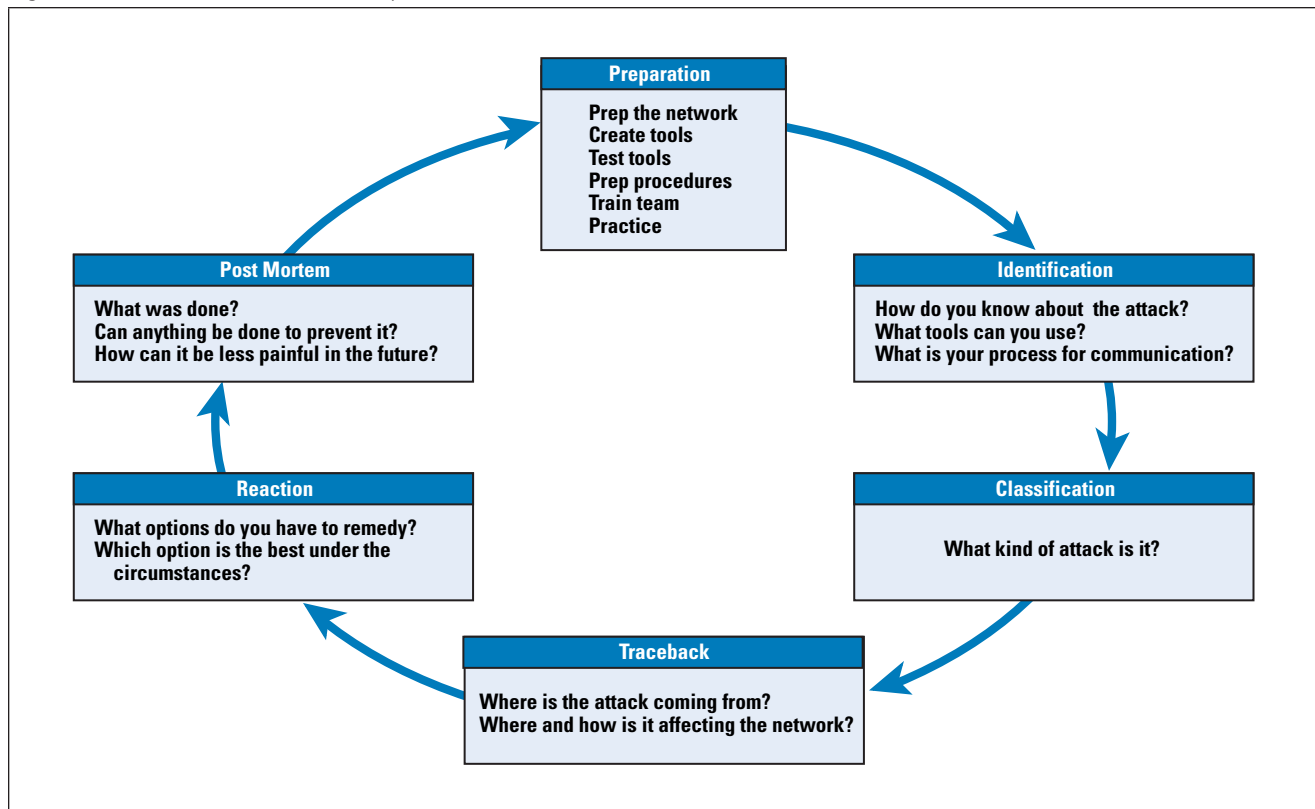 Preparation
Prep the network
Create tools
Test tools
Prep procedures
Train team
Practice
Identification
How do you know about the attack?
What tools can you use?
What is your process for communication?
Classification
What kind of attack is it?
Traceback
Where is the attack coming from?
Where and how is it affecting the network?
Reaction
What options do you have to remedy?
Which option is the best under the
circumstances?
Post Mortem
What was done?
Can anything be done to prevent it?
How can it be less painful in the future?